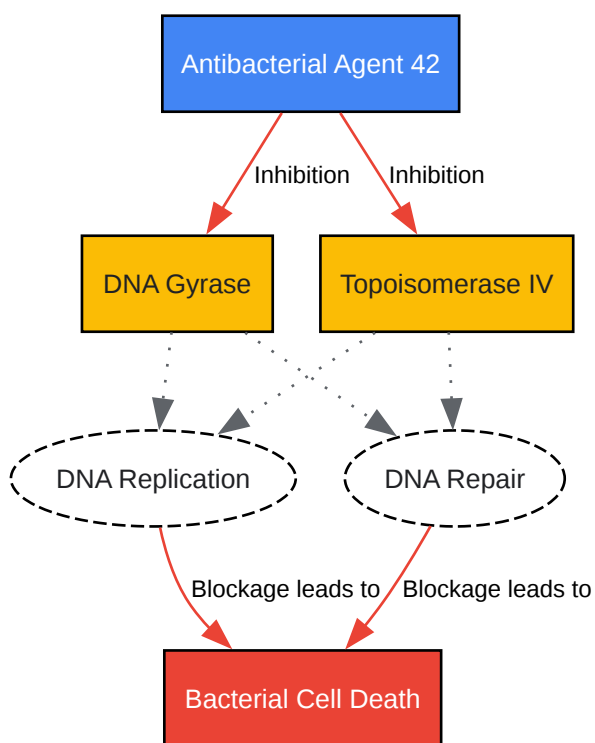 Antibacterial Agent 42
Inhibition
Inhibition
DNA Gyrase
Topoisomerase IV
DNA Replication
DNA Repair
Blockage leads to
Blockage leads to
Bacterial Cell Death